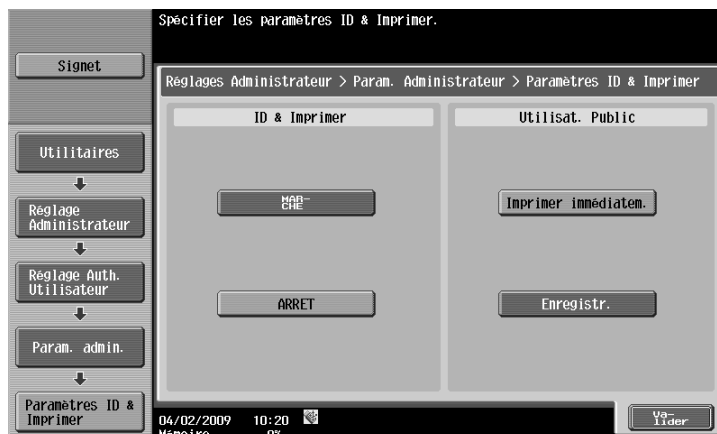 Spécifier les paramètres ID & Imprimer.
Signet
Réglages Administrateur > Param. Administrateur > Paramètres ID & Imprimer
ID & Imprimer
Utilisat. Public
Utilitaires
Réglage
Administrateur
MAR-
CHE
Imprimer immédiatem.
Réglage Auth.
Utilisateur
ARRET
Enregistr.
Param. admin.
Paramètres ID &
Imprimer
04/02/2009 10:20
Mémoire 0%
Va-
lider